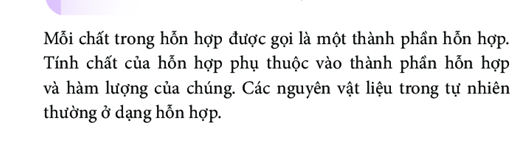 Mỗi chất trong hỗn hợp được gọi là một thành phần hỗn hợp.
Tính chất của hỗn hợp phụ thuộc vào thành phần hỗn hợp
và hàm lượng của chúng. Các nguyên vật liệu trong tự nhiên
thường ở dạng hỗn hợp.